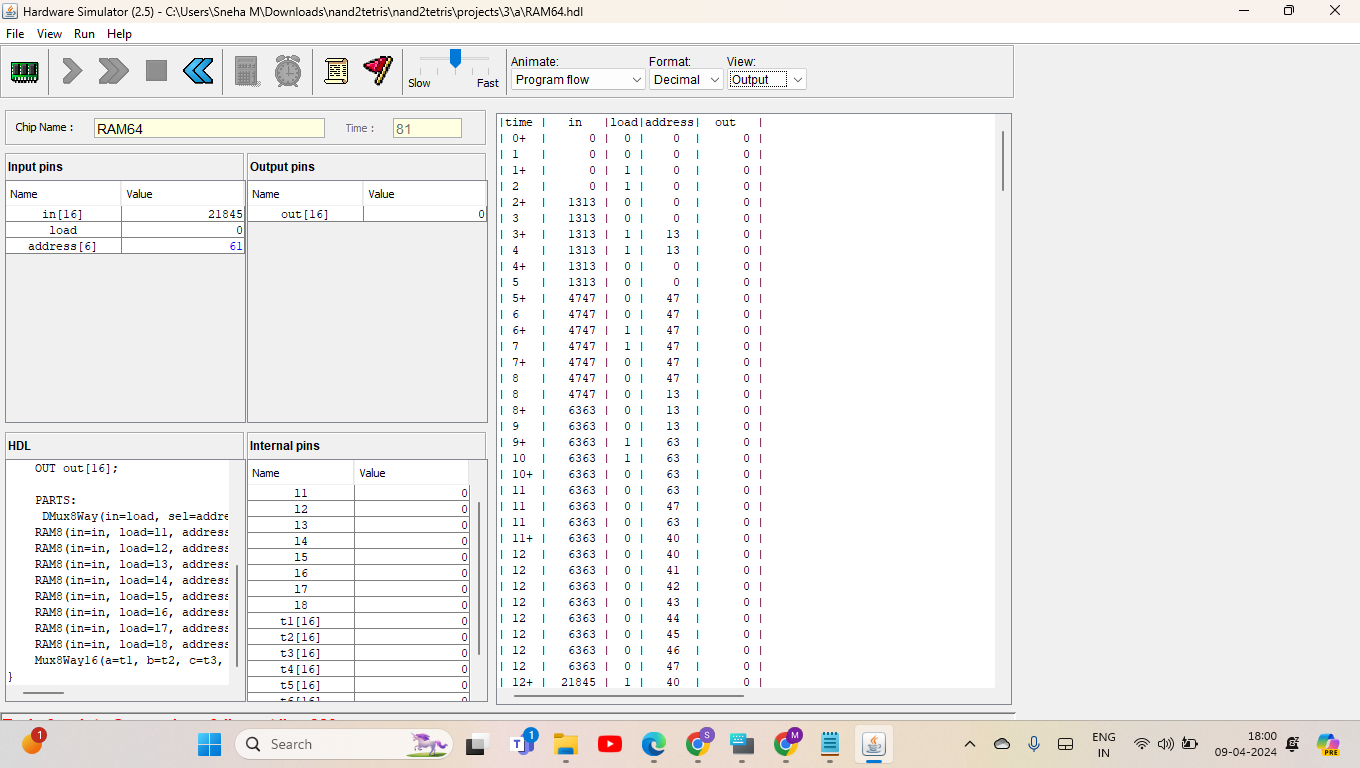 Hardware Simulator (2.5) - C:\Users\Sneha M\Downloads\nand2tetris\nand2tetris\projects\3\a\RAM64.hdl
File View Run Help
Slow Fast
Animate: Format: View:
Program flow Decimal Output
Chip Name : RAM64 Time : 81
Input pins
Name Value
in[16] 21845
load 0
address[6] 61
Output pins
Name Value
out[16] 0
HDL
OUT out[16];
PARTS:
DMux8Way(in=load, sel=addre
RAM8(in=in, load=l1, address
RAM8(in=in, load=l2, address
RAM8(in=in, load=l3, address
RAM8(in=in, load=l4, address
RAM8(in=in, load=l5, address
RAM8(in=in, load=l6, address
RAM8(in=in, load=l7, address
RAM8(in=in, load=l8, address
Mux8Way16(a=t1, b=t2, c=t3,
}
Internal pins
Name Value
l1 0
l2 0
l3 0
l4 0
l5 0
l6 0
l7 0
l8 0
t1[16] 0
t2[16] 0
t3[16] 0
t4[16] 0
t5[16] 0
|time | in |load|address| out |
| 0+ | 0 | 0 | 0 | 0 |
| 1 | 0 | 0 | 0 | 0 |
| 1+ | 0 | 1 | 0 | 0 |
| 2 | 0 | 1 | 0 | 0 |
| 2+ | 1313 | 0 | 0 | 0 |
| 3 | 1313 | 0 | 0 | 0 |
| 3+ | 1313 | 1 | 13 | 0 |
| 4 | 1313 | 1 | 13 | 0 |
| 4+ | 1313 | 0 | 0 | 0 |
| 5 | 1313 | 0 | 0 | 0 |
| 5+ | 4747 | 0 | 47 | 0 |
| 6 | 4747 | 0 | 47 | 0 |
| 6+ | 4747 | 1 | 47 | 0 |
| 7 | 4747 | 1 | 47 | 0 |
| 7+ | 4747 | 0 | 47 | 0 |
| 8 | 4747 | 0 | 47 | 0 |
| 8 | 4747 | 0 | 13 | 0 |
| 8+ | 6363 | 0 | 13 | 0 |
| 9 | 6363 | 0 | 13 | 0 |
| 9+ | 6363 | 1 | 63 | 0 |
| 10 | 6363 | 1 | 63 | 0 |
| 10+ | 6363 | 0 | 63 | 0 |
| 11 | 6363 | 0 | 63 | 0 |
| 11 | 6363 | 0 | 47 | 0 |
| 11 | 6363 | 0 | 63 | 0 |
| 11+ | 6363 | 0 | 40 | 0 |
| 12 | 6363 | 0 | 40 | 0 |
| 12 | 6363 | 0 | 41 | 0 |
| 12 | 6363 | 0 | 42 | 0 |
| 12 | 6363 | 0 | 43 | 0 |
| 12 | 6363 | 0 | 44 | 0 |
| 12 | 6363 | 0 | 45 | 0 |
| 12 | 6363 | 0 | 46 | 0 |
| 12 | 6363 | 0 | 47 | 0 |
| 12+ | 21845 | 1 | 40 | 0 |
1
Search
1
S
M
ENG
IN
18:00
09-04-2024
PRE